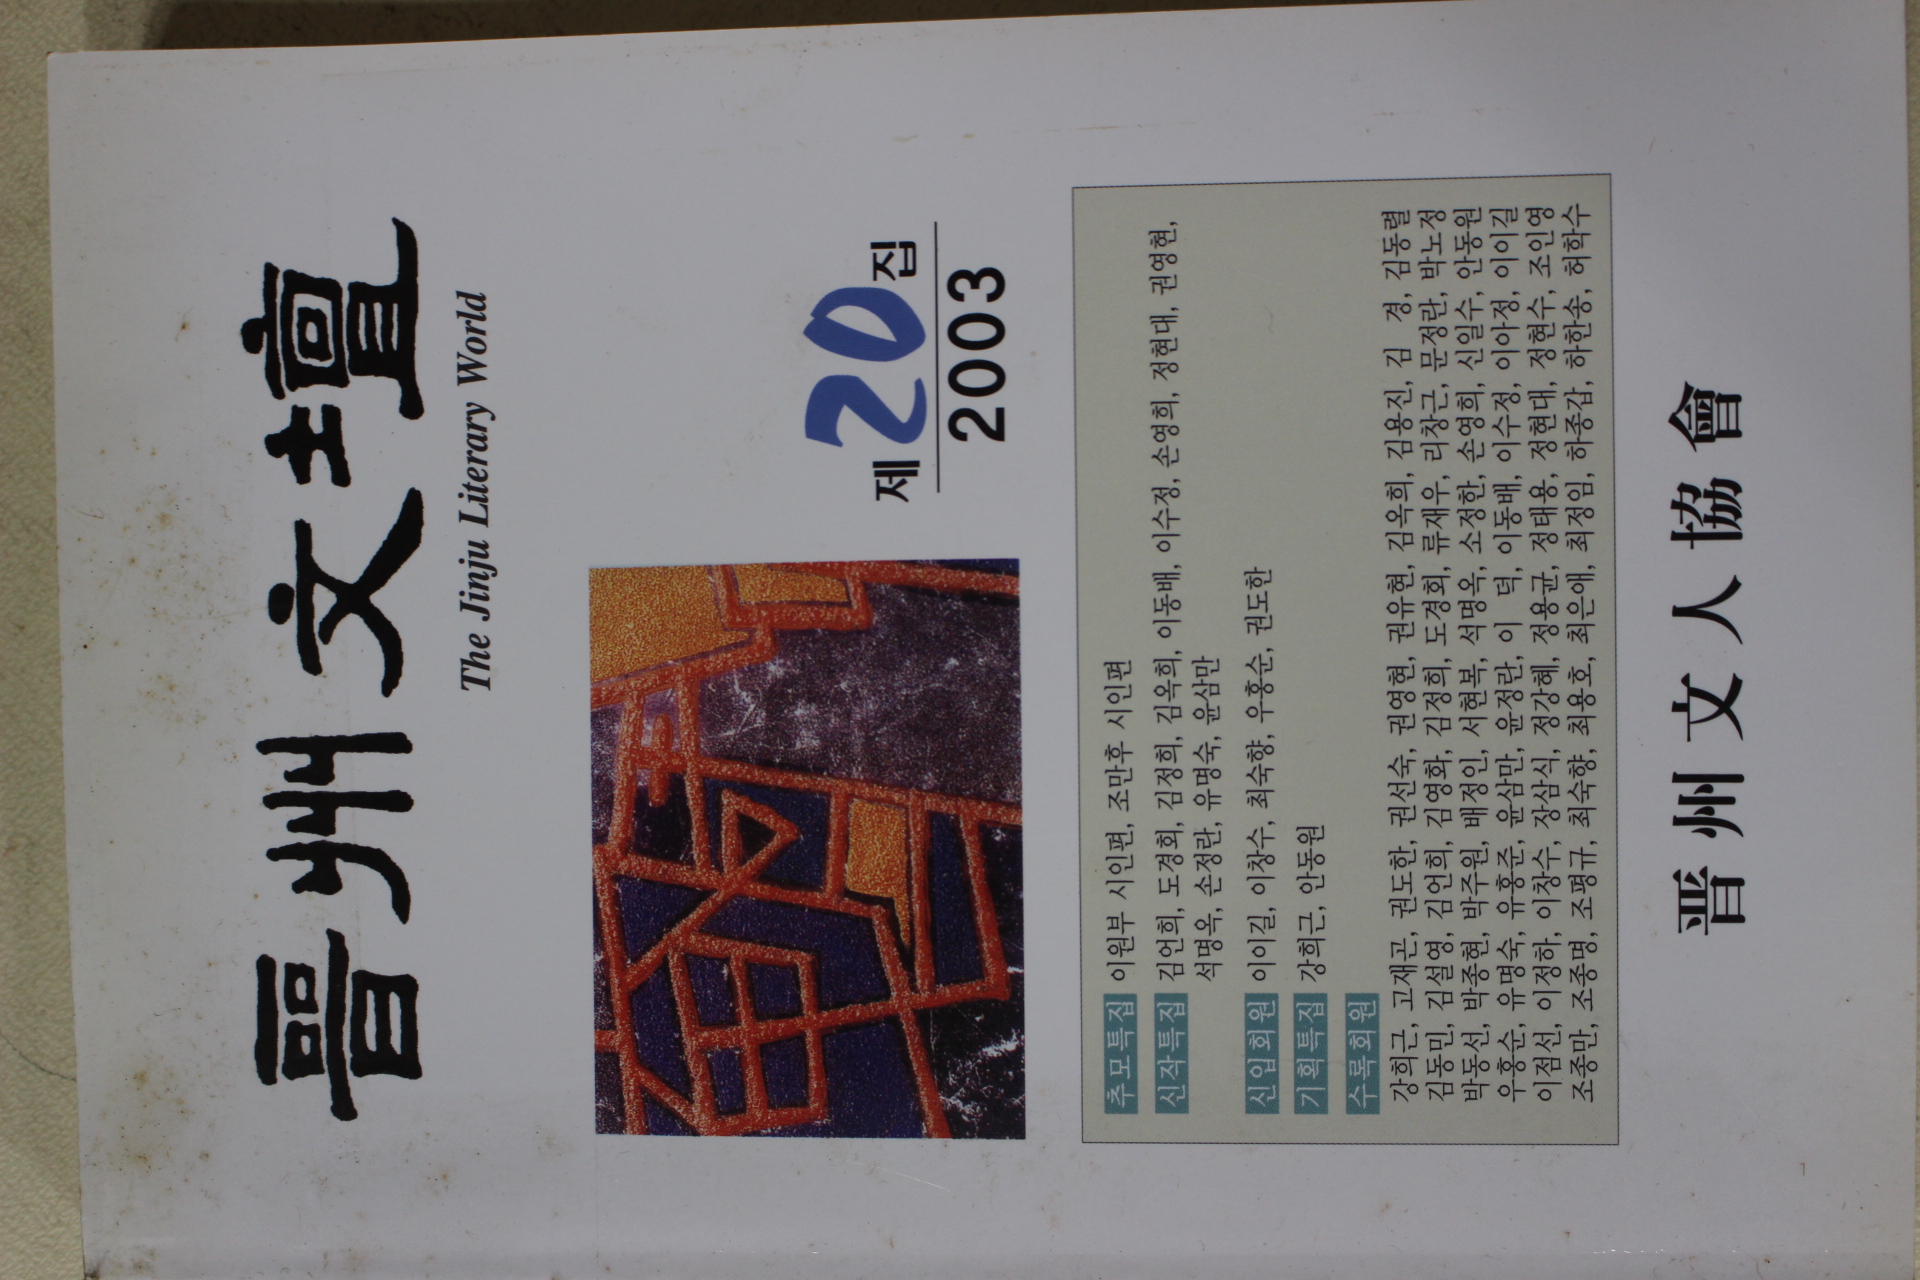 晋州文壇
The Jinju Literary World
제20집
2003
추모특집 이원부 시인편, 조만후 시인편
신작특집 김언희, 도경회, 김정희, 김옥희, 이동배, 이수정, 손영희, 정현대, 권영현,
석명옥, 손정란, 유명숙, 윤삼만
신입회원 이이길, 이창수, 최숙향, 우홍순, 권도한
기획특집 강희근, 안동원
수록회원
강희근, 고재곤, 권도한, 권선숙, 권영현, 권유현, 김옥희, 김용진, 김 경, 김동렬
김동민, 김설영, 김언희, 김영화, 김정희, 도경회, 류재우, 리창근, 문정란, 박노정
박동선, 박종현, 박주원, 배정인, 서현복, 석명옥, 소정한, 손영희, 신일수, 안동원
우홍순, 유명숙, 유홍준, 윤삼만, 윤정란, 이 덕, 이동배, 이수정, 이아정, 이이길
이점선, 이정하, 이창수, 장삼식, 정강혜, 정용균, 정태용, 정현대, 정현수, 조인영
조종만, 조종명, 조평규, 최숙향, 최용호, 최은애, 최정임, 하종갑, 하한송, 허학수
晋州文人協會